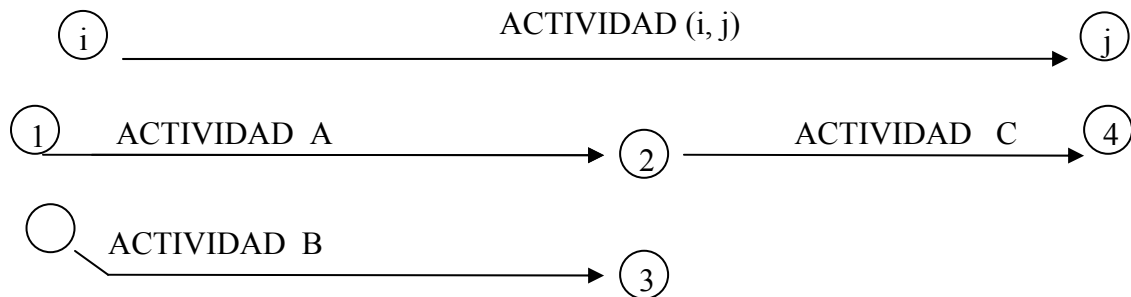 i ACTIVIDAD (i, j) j
1 ACTIVIDAD A 2 ACTIVIDAD C 4
ACTIVIDAD B 3